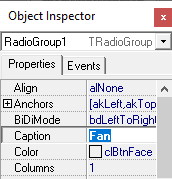 Object Inspector
RadioGroup1 TRadioGroup
Properties Events
Align alNone
Anchors [akLeft,akTop
BiDiMode bdLeftToRight
Caption Fan
Color clBtnFace
Columns 1